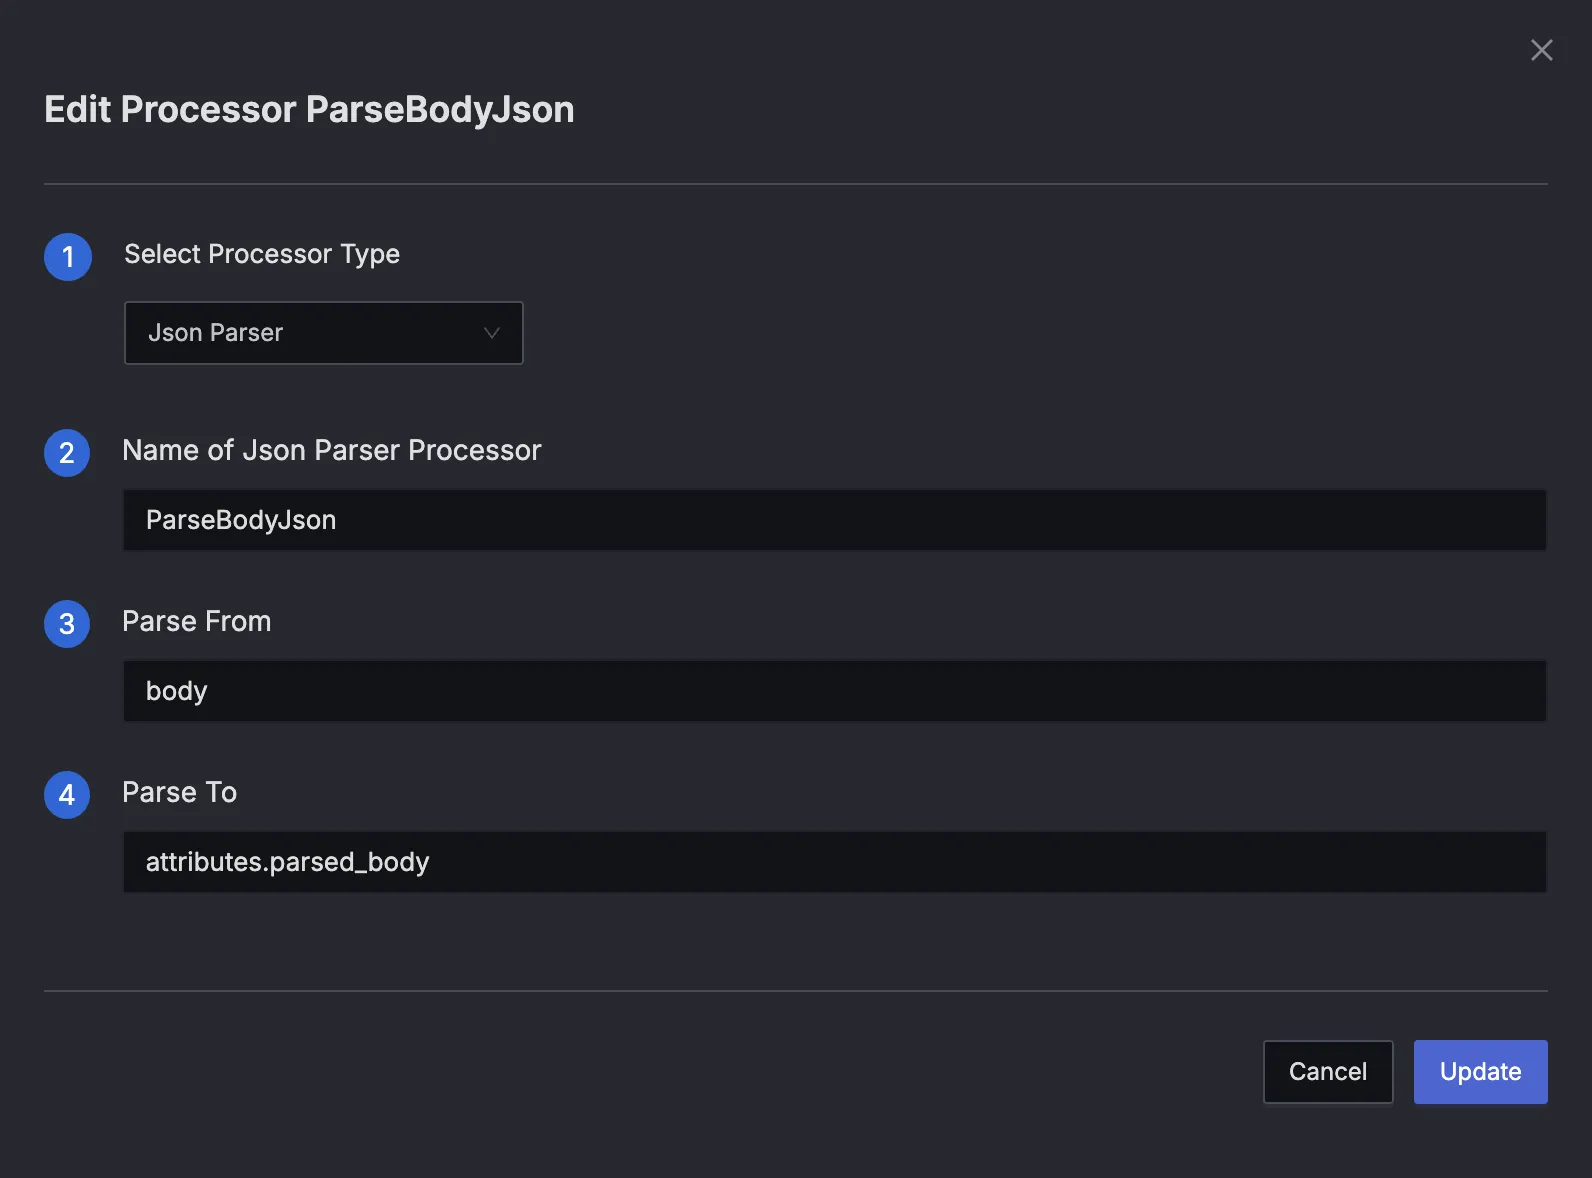 Edit Processor ParseBodyJson
1 Select Processor Type
Json Parser
2 Name of Json Parser Processor
ParseBodyJson
3 Parse From
body
4 Parse To
attributes.parsed_body
Cancel Update